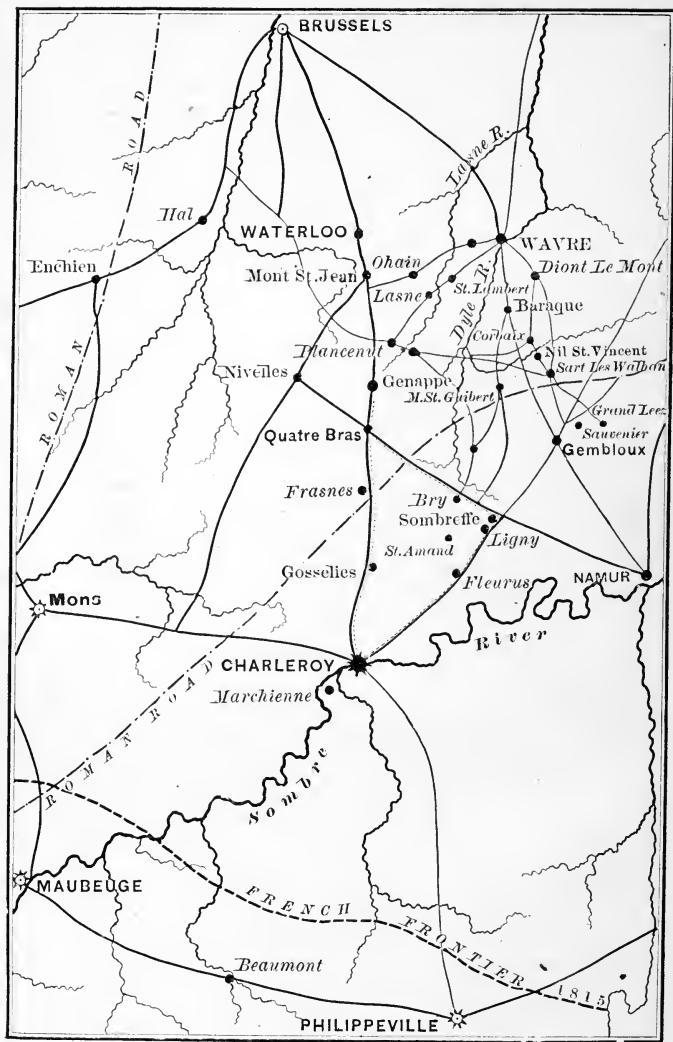 BRUSSELS
ROMAN ROAD
Lasne R.
Hal
WATERLOO
WAVRE
Enchien
Mont St. Jean
Ohain
Diont Le Mont
Lasne
St. Lambert
Dyle R.
Baraque
Plancenut
Corbaix
Nil St. Vincent
Sart Les Walhan
Nivelles
Genappe
M. St. Guibert
Grand Leez
Sauvenier
Quatre Bras
Gembloux
Frasnes
Bry
Sombreffe
Ligny
St. Amand
Gosselies
Fleurus
NAMUR
Mons
River
CHARLEROY
Marchienne
ROMAN ROAD
Sombre
MAUBEUGE
FRENCH FRONTIER 1815
Beaumont
PHILIPPEVILLE